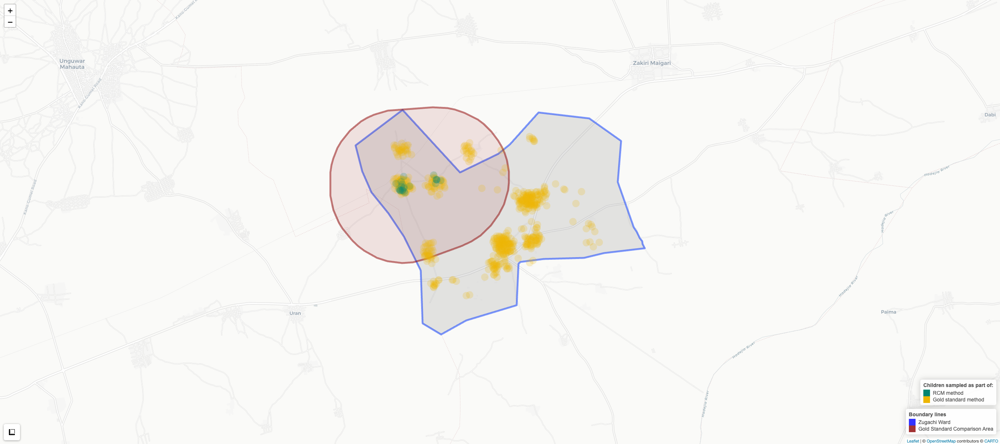 +
−
Kano-Gumel R
Unguwar
Mahauta
Zakiri Maigari
Kano-Gumel Road
Dabi
Hadejia River
Kano-Gumel Road
Hadejia River
Hadejia River
Paima
Uran
Hadejia River
Hadejia River
Children sampled as part of:
RCM method
Gold standard method
Boundary lines
Zugachi Ward
Gold Standard Comparison Area
Leaflet | © OpenStreetMap contributors © CARTO